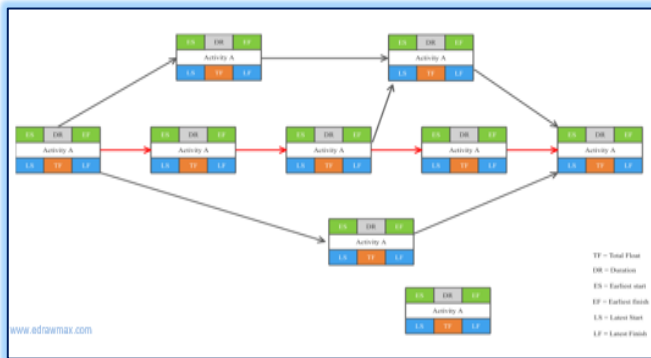 ES DR EF ES DR EF
Activity A Activity A
LS TF LF LS TF LF
ES DR EF ES DR EF ES DR EF ES DR EF ES DR EF
Activity A Activity A Activity A Activity A Activity A
LS TF LF LS TF LF LS TF LF LS TF LF LS TF LF
ES DR EF
Activity A
LS TF LF
TF = Total Float
DR = Duration
ES = Earliest start
EF = Earliest finish
LS = Latest Start
LF = Latest Finish
ES DR EF
Activity A
LS TF LF
www.edrawmax.com